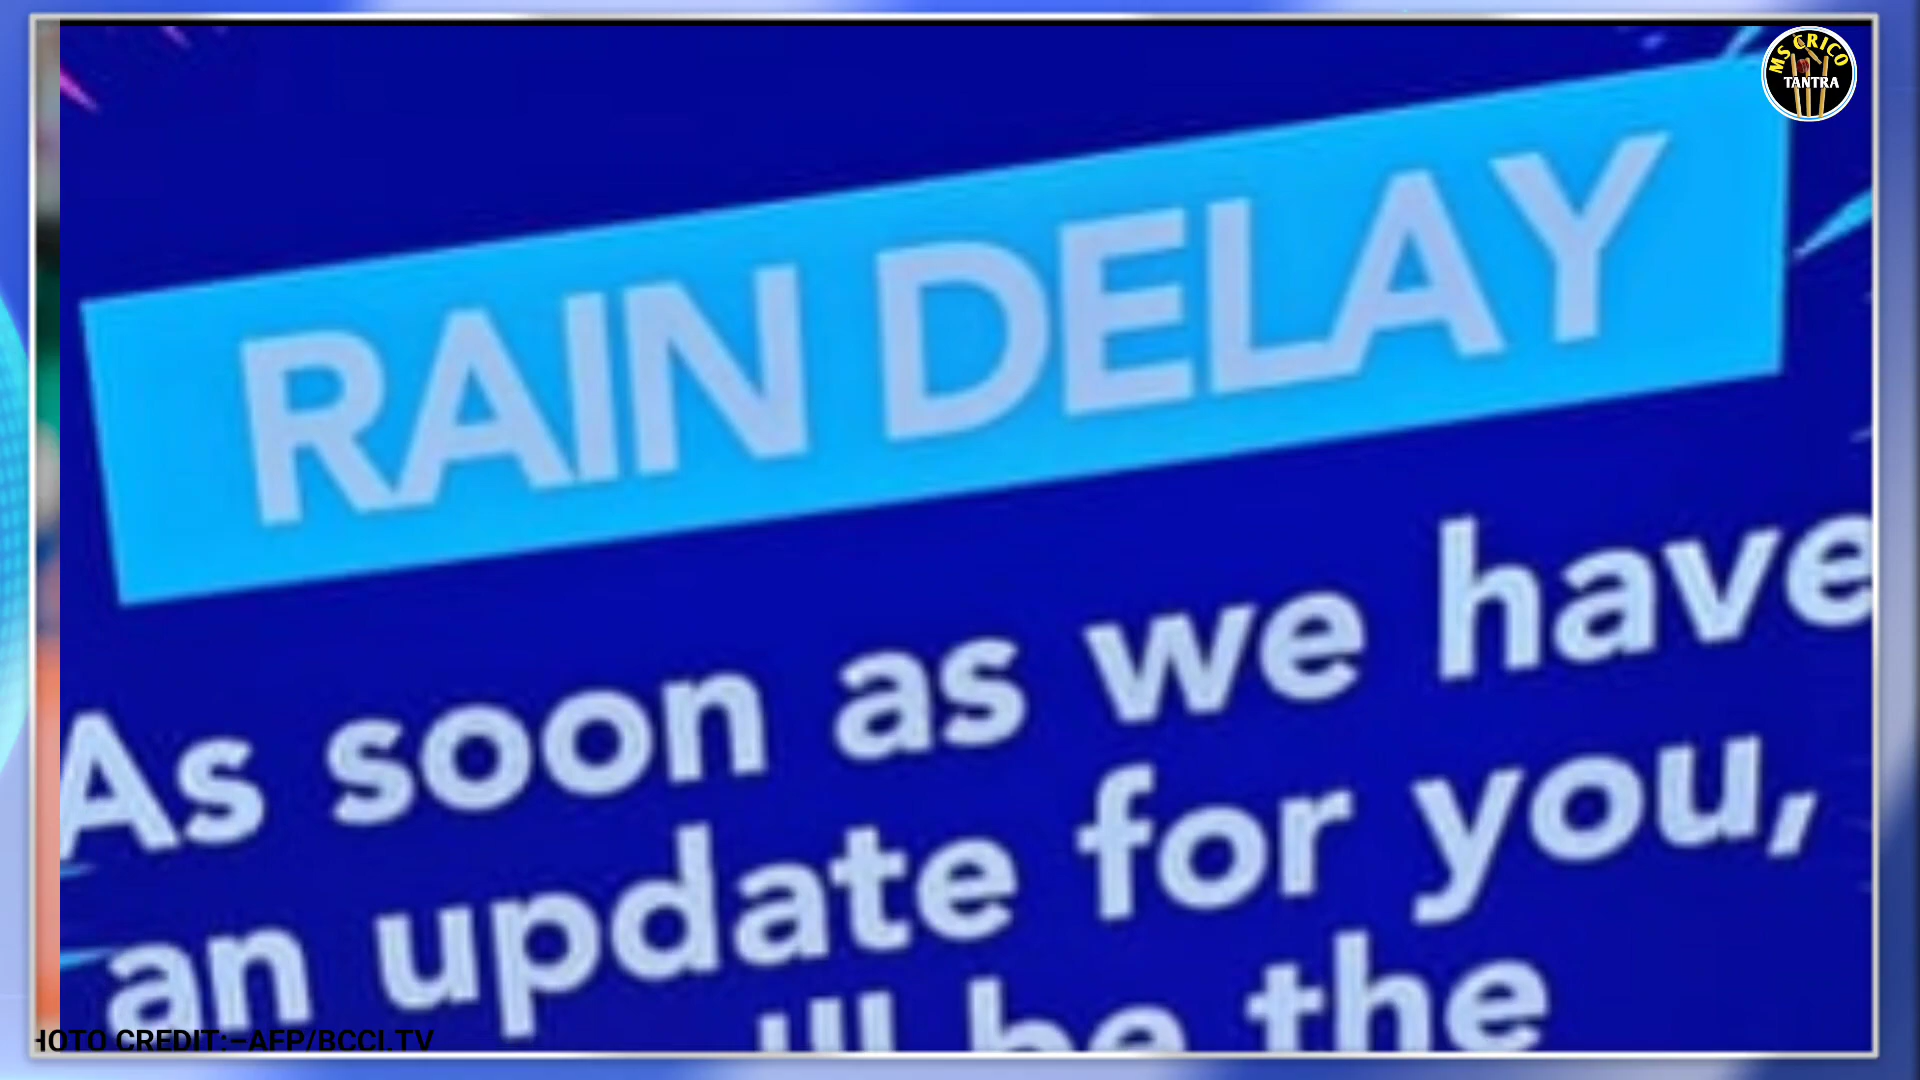 MS CRICO
TANTRA
RAIN DELAY
As soon as we have
an update for you,
be the
HOTO CREDIT:-AFP/BCCI.TV